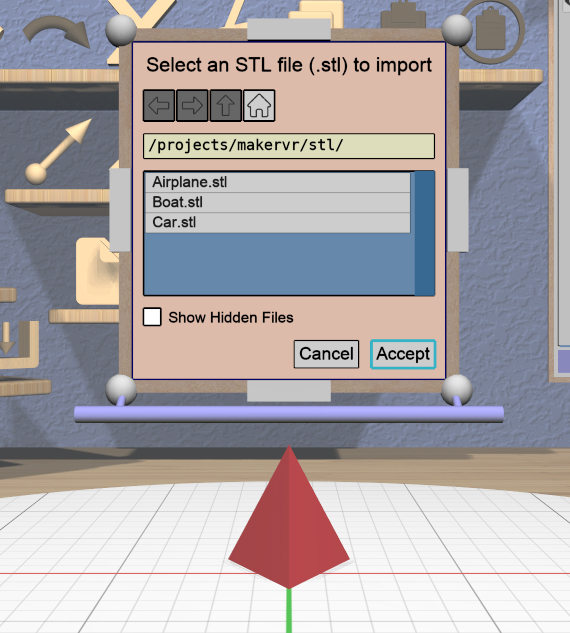 Select an STL file (.stl) to import
/projects/makervr/stl/
Airplane.stl
Boat.stl
Car.stl
Show Hidden Files
Cancel Accept